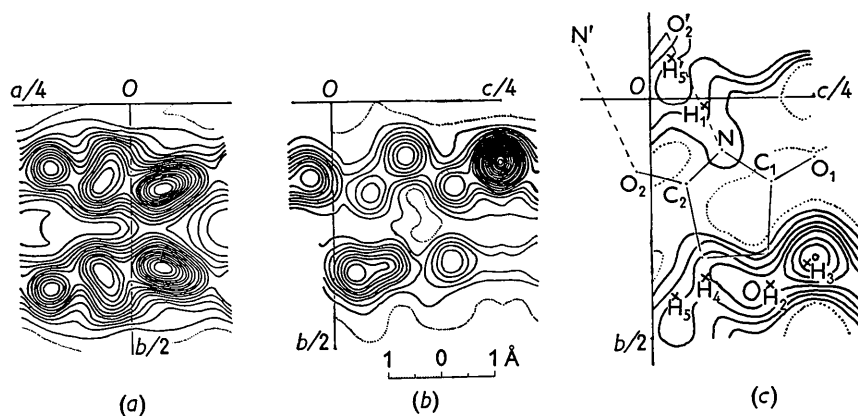 a/4
O
b/2
(a)
O
c/4
b/2
1 0 1 Å
(b)
N′
O′₂
H′₅
O
c/4
H₁
N
C₁
O₁
O₂
C₂
H₃
H₄
O
H₂
H₅
b/2
(c)